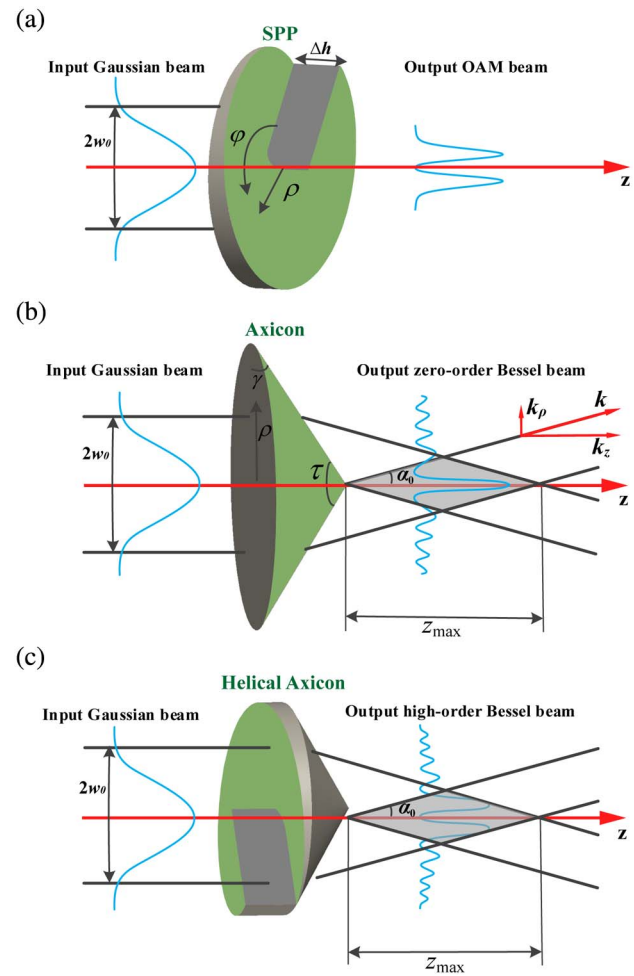 (a)
SPP
Δh
Input Gaussian beam
Output OAM beam
2w₀
φ
ρ
z
(b)
Axicon
Input Gaussian beam
Output zero-order Bessel beam
γ
k
kρ
ρ
2w₀
kz
τ
α₀
z
zmax
(c)
Helical Axicon
Input Gaussian beam
Output high-order Bessel beam
2w₀
α₀
z
zmax